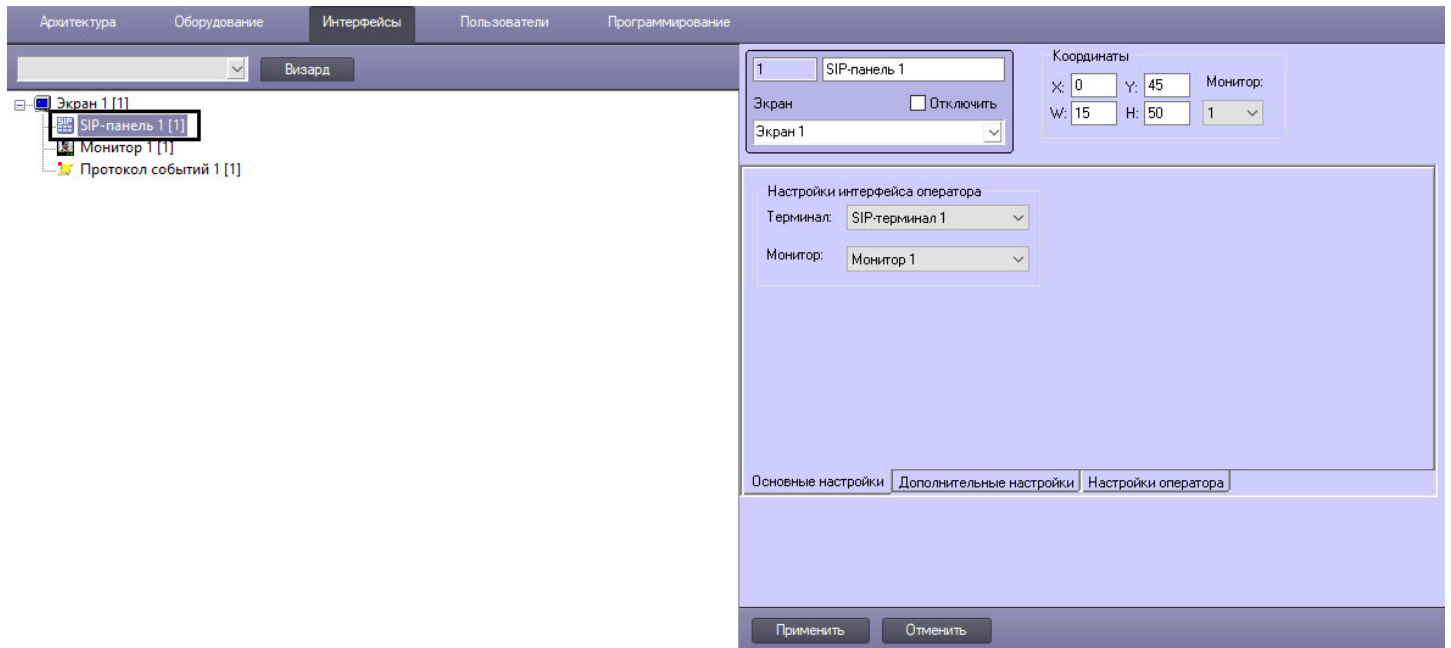 Архитектура Оборудование Интерфейсы Пользователи Программирование
Визард
Экран 1 [1]
SIP-панель 1 [1]
Монитор 1 [1]
Протокол событий 1 [1]
1 SIP-панель 1
Экран Отключить
Экран 1
Координаты
X: 0 Y: 45 Монитор:
W: 15 H: 50 1
Настройки интерфейса оператора
Терминал: SIP-терминал 1
Монитор: Монитор 1
Основные настройки Дополнительные настройки Настройки оператора
Применить Отменить